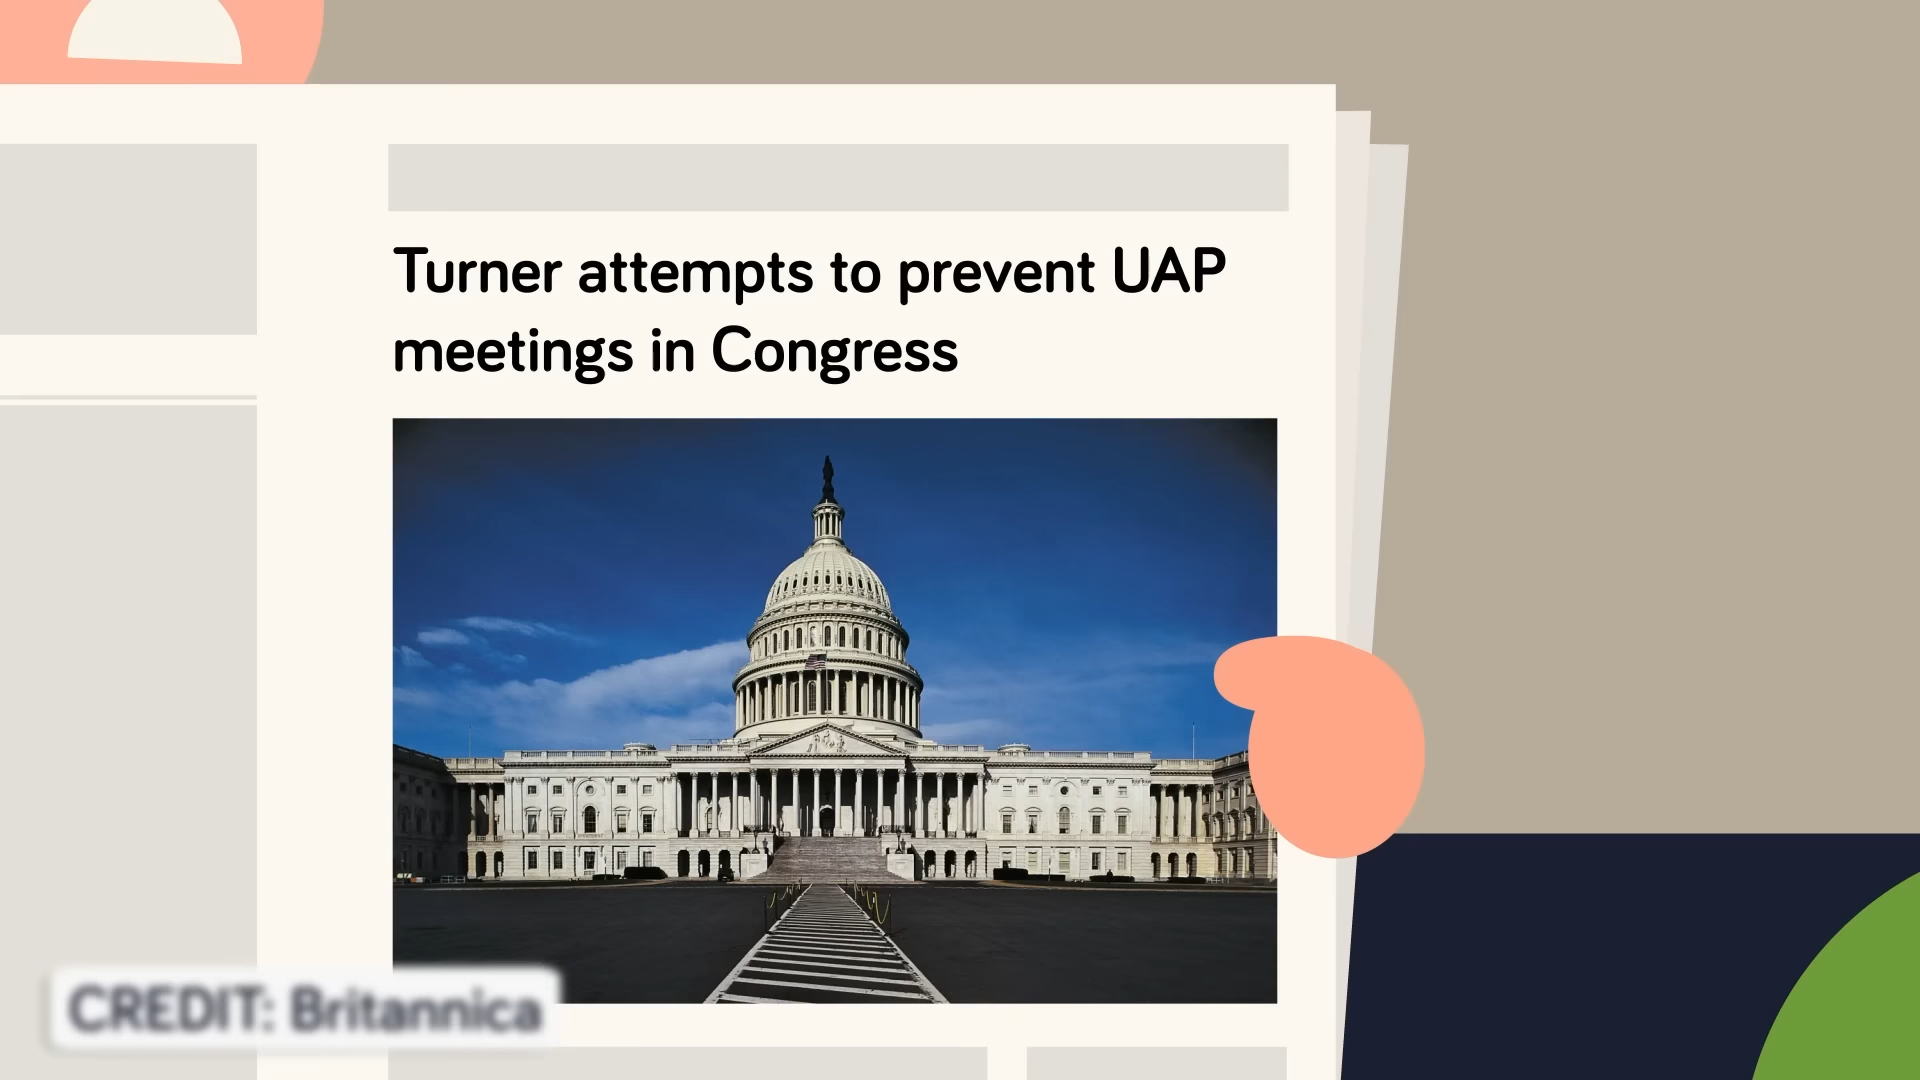 Turner attempts to prevent UAP
meetings in Congress
CREDIT: Britannica